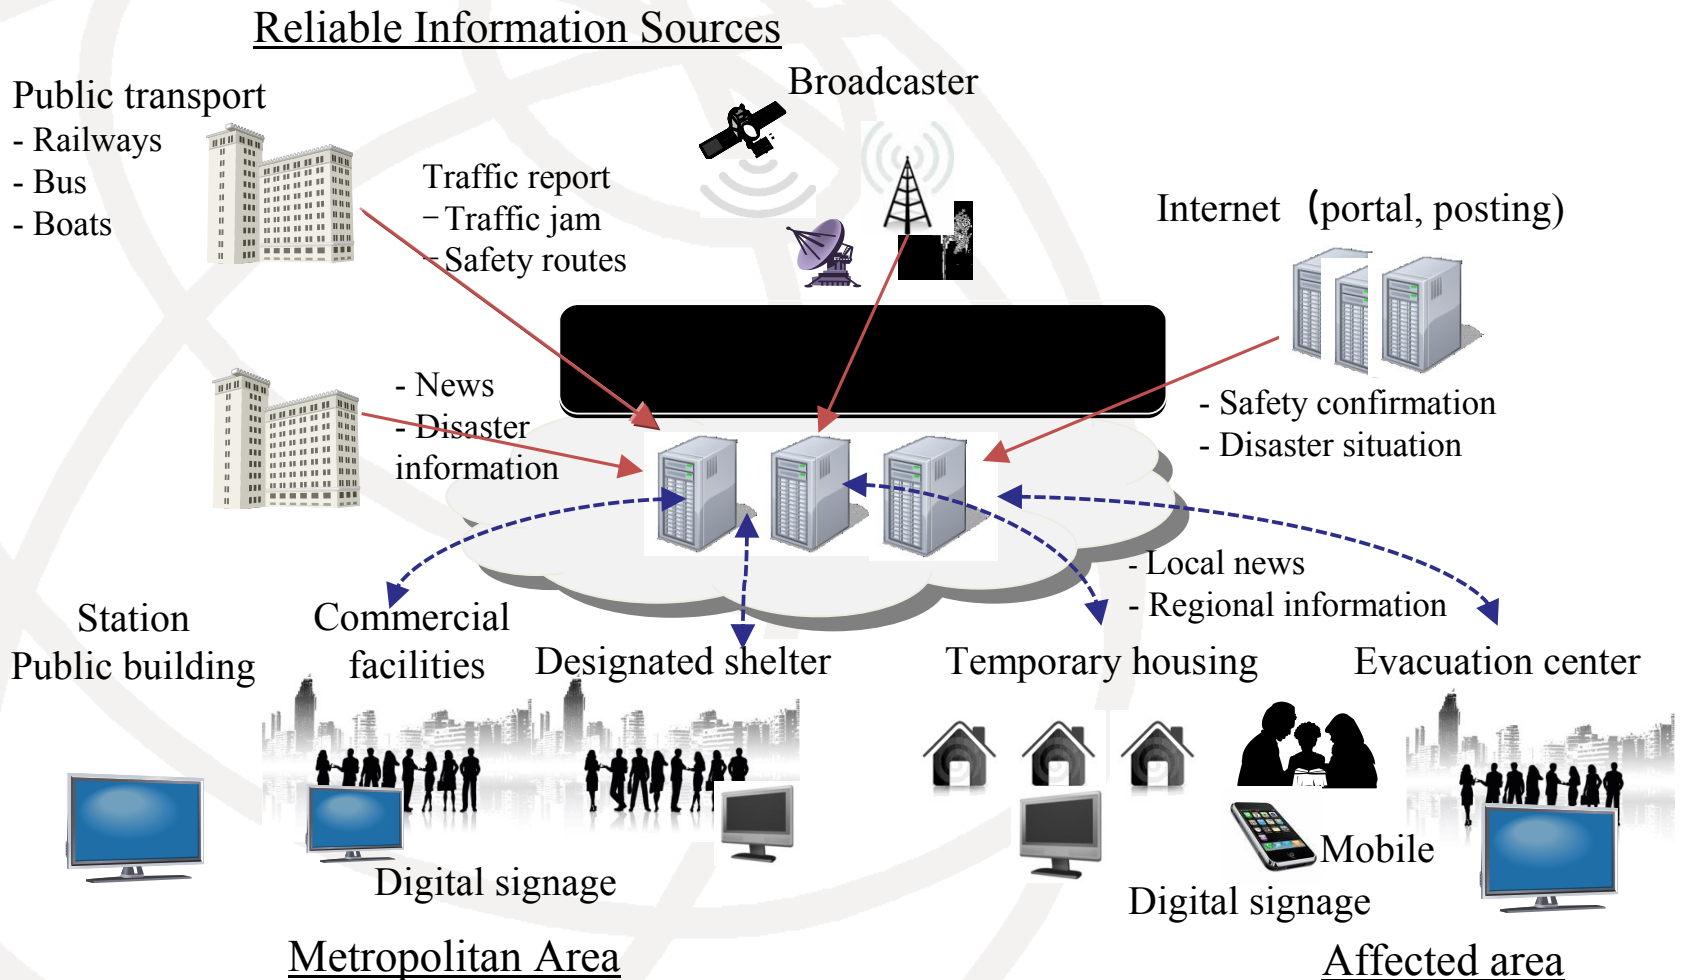 Reliable Information Sources
Public transport
- Railways
- Bus
- Boats
Broadcaster
Traffic report
- Traffic jam
- Safety routes
Internet (portal, posting)
- News
- Disaster
information
- Safety confirmation
- Disaster situation
- Local news
- Regional information
Station
Public building
Commercial
facilities
Designated shelter
Temporary housing
Evacuation center
Digital signage
Mobile
Digital signage
Metropolitan Area
Affected area